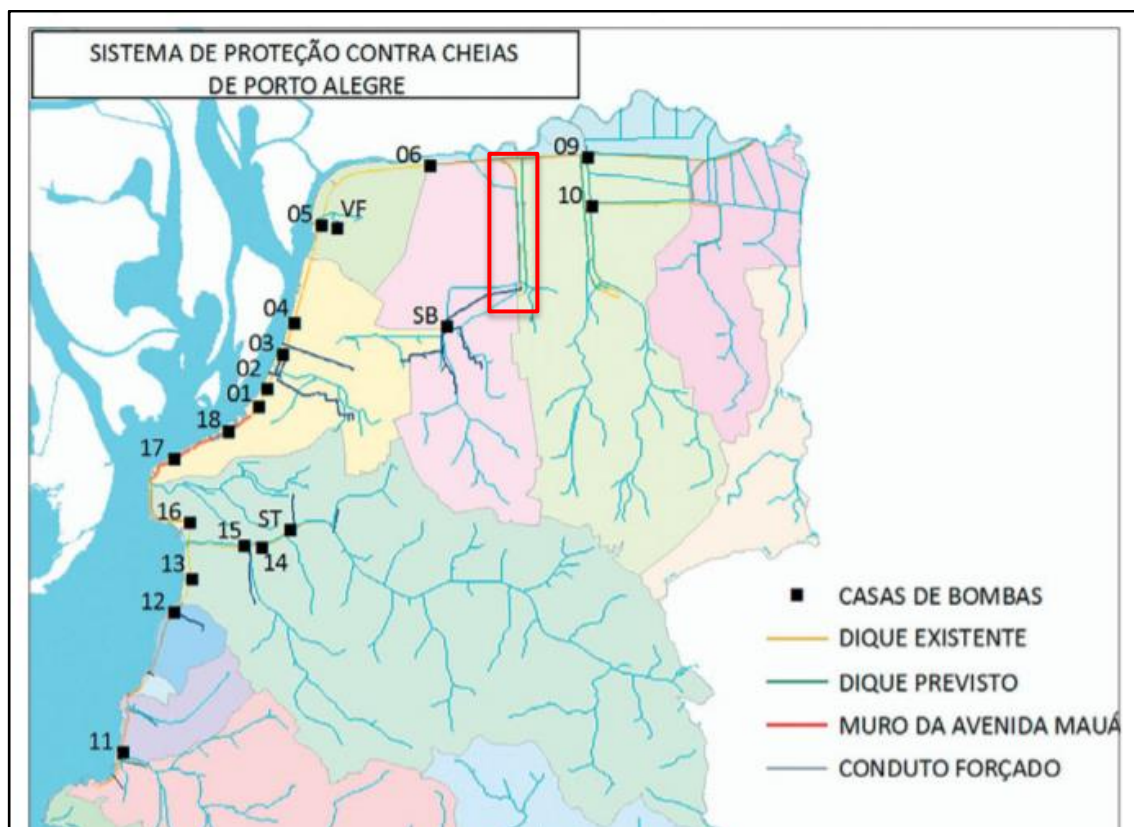 SISTEMA DE PROTEÇÃO CONTRA CHEIAS
DE PORTO ALEGRE
09
06
10
05 VF
04
SB
03
02
01
18
17
16
ST
15
14
13
12
11
CASAS DE BOMBAS
DIQUE EXISTENTE
DIQUE PREVISTO
MURO DA AVENIDA MAUÁ
CONDUTO FORÇADO